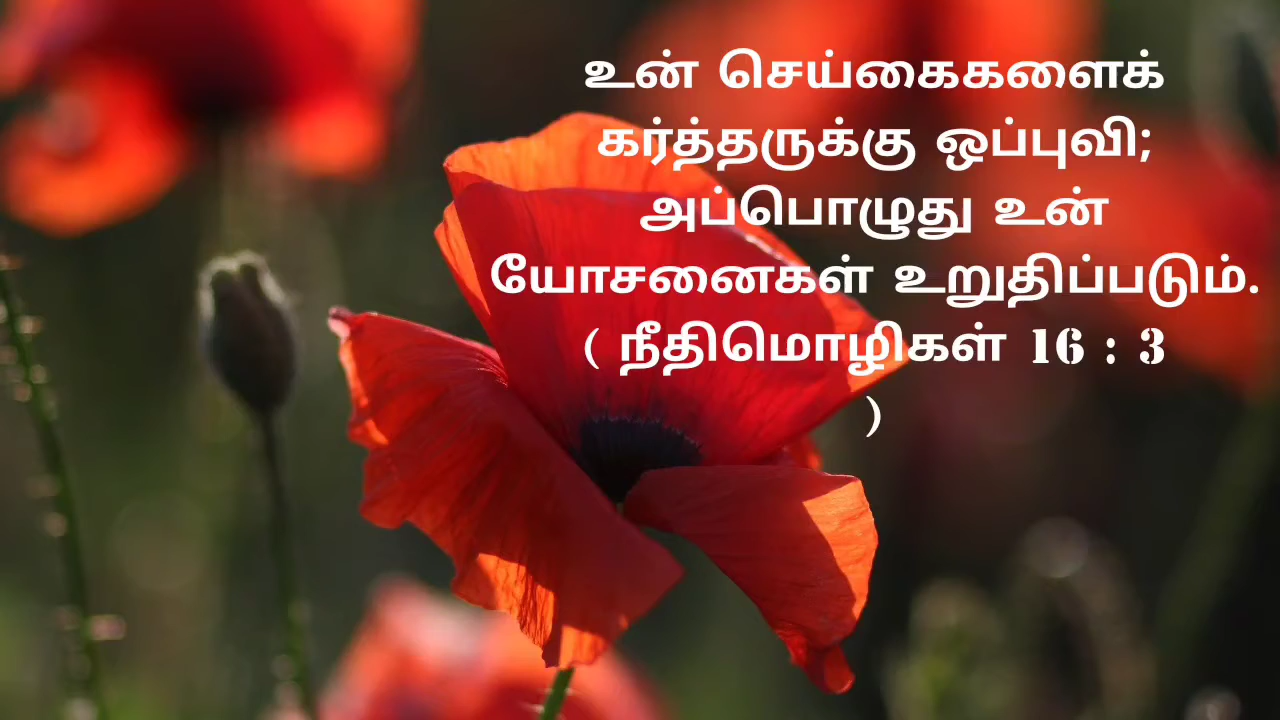 உன் செய்கைகளைக்
கர்த்தருக்கு ஒப்புவி;
அப்பொழுது உன்
யோசனைகள் உறுதிப்படும்.
( நீதிமொழிகள் 16 : 3
)